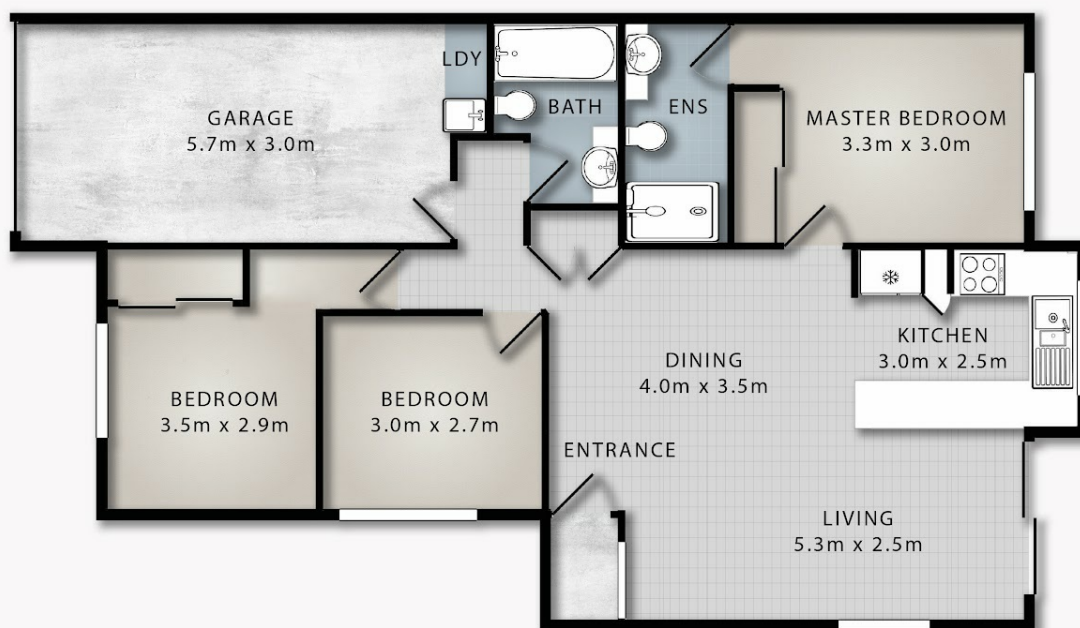 LDY
GARAGE
5.7m x 3.0m
BATH
ENS
MASTER BEDROOM
3.3m x 3.0m
KITCHEN
3.0m x 2.5m
DINING
4.0m x 3.5m
BEDROOM
3.5m x 2.9m
BEDROOM
3.0m x 2.7m
ENTRANCE
LIVING
5.3m x 2.5m